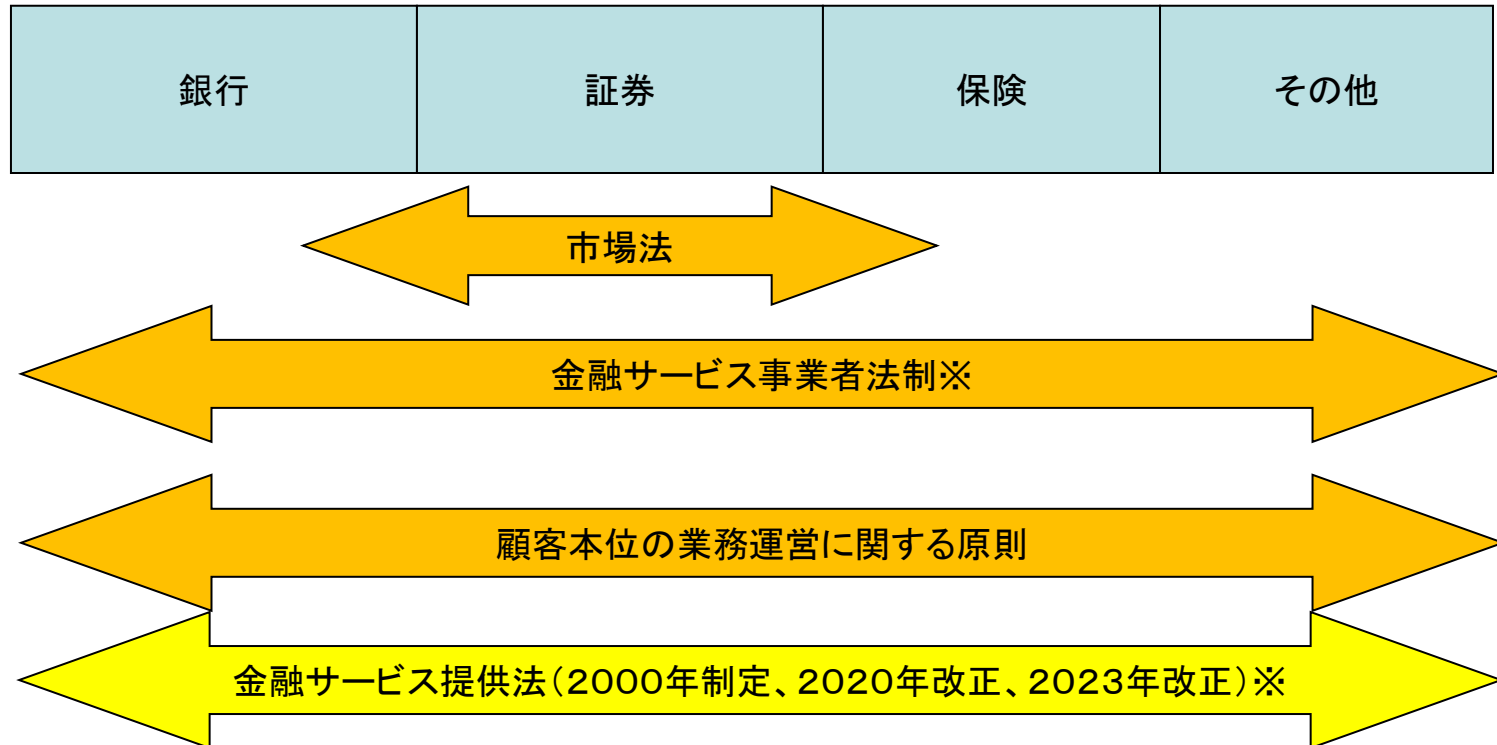 銀行
証券
保険
その他
市場法
金融サービス事業者法制※
顧客本位の業務運営に関する原則
金融サービス提供法(2000年制定、2020年改正、2023年改正)※